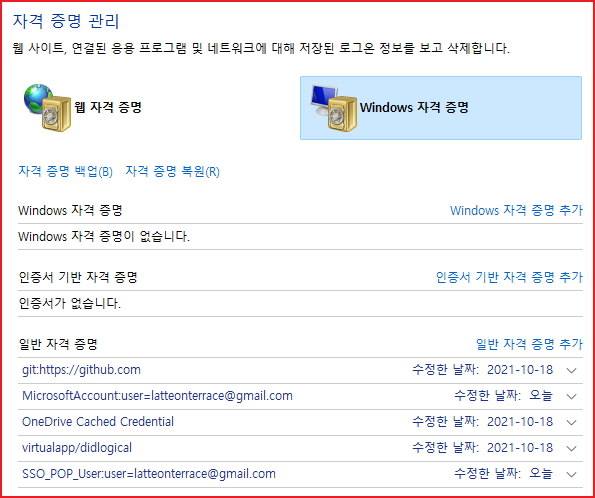 자격 증명 관리
웹 사이트, 연결된 응용 프로그램 및 네트워크에 대해 저장된 로그온 정보를 보고 삭제합니다.
웹 자격 증명 Windows 자격 증명
자격 증명 백업(B) 자격 증명 복원(R)
Windows 자격 증명 Windows 자격 증명 추가
Windows 자격 증명이 없습니다.
인증서 기반 자격 증명 인증서 기반 자격 증명 추가
인증서가 없습니다.
일반 자격 증명 일반 자격 증명 추가
git:https://github.com 수정한 날짜: 2021-10-18
MicrosoftAccount:user=latteonterrace@gmail.com 수정한 날짜: 오늘
OneDrive Cached Credential 수정한 날짜: 2021-10-18
virtualapp/didlogical 수정한 날짜: 2021-10-18
SSO_POP_User:user=latteonterrace@gmail.com 수정한 날짜: 오늘